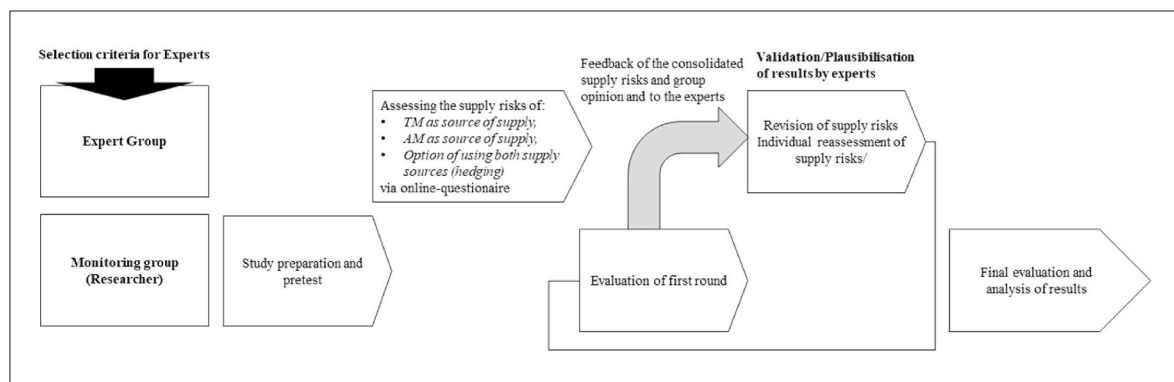 Selection criteria for Experts
Expert Group
Monitoring group
(Researcher)
Study preparation and
pretest
Assessing the supply risks of:
• TM as source of supply,
• AM as source of supply,
• Option of using both supply
sources (hedging)
via online-questionaire
Feedback of the consolidated
supply risks and group
opinion and to the experts
Evaluation of first round
Validation/Plausibilisation
of results by experts
Revision of supply risks
Individual reassessment of
supply risks/
Final evaluation and
analysis of results